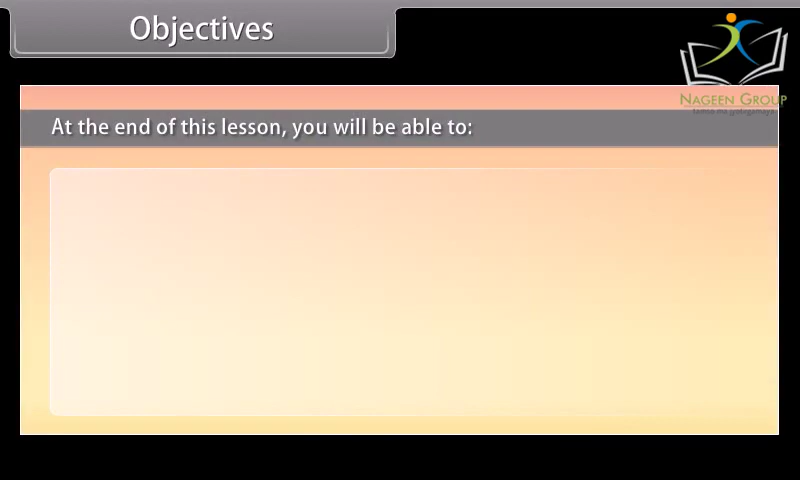 Objectives
NAGEEN GROUP
At the end of this lesson, you will be able to: